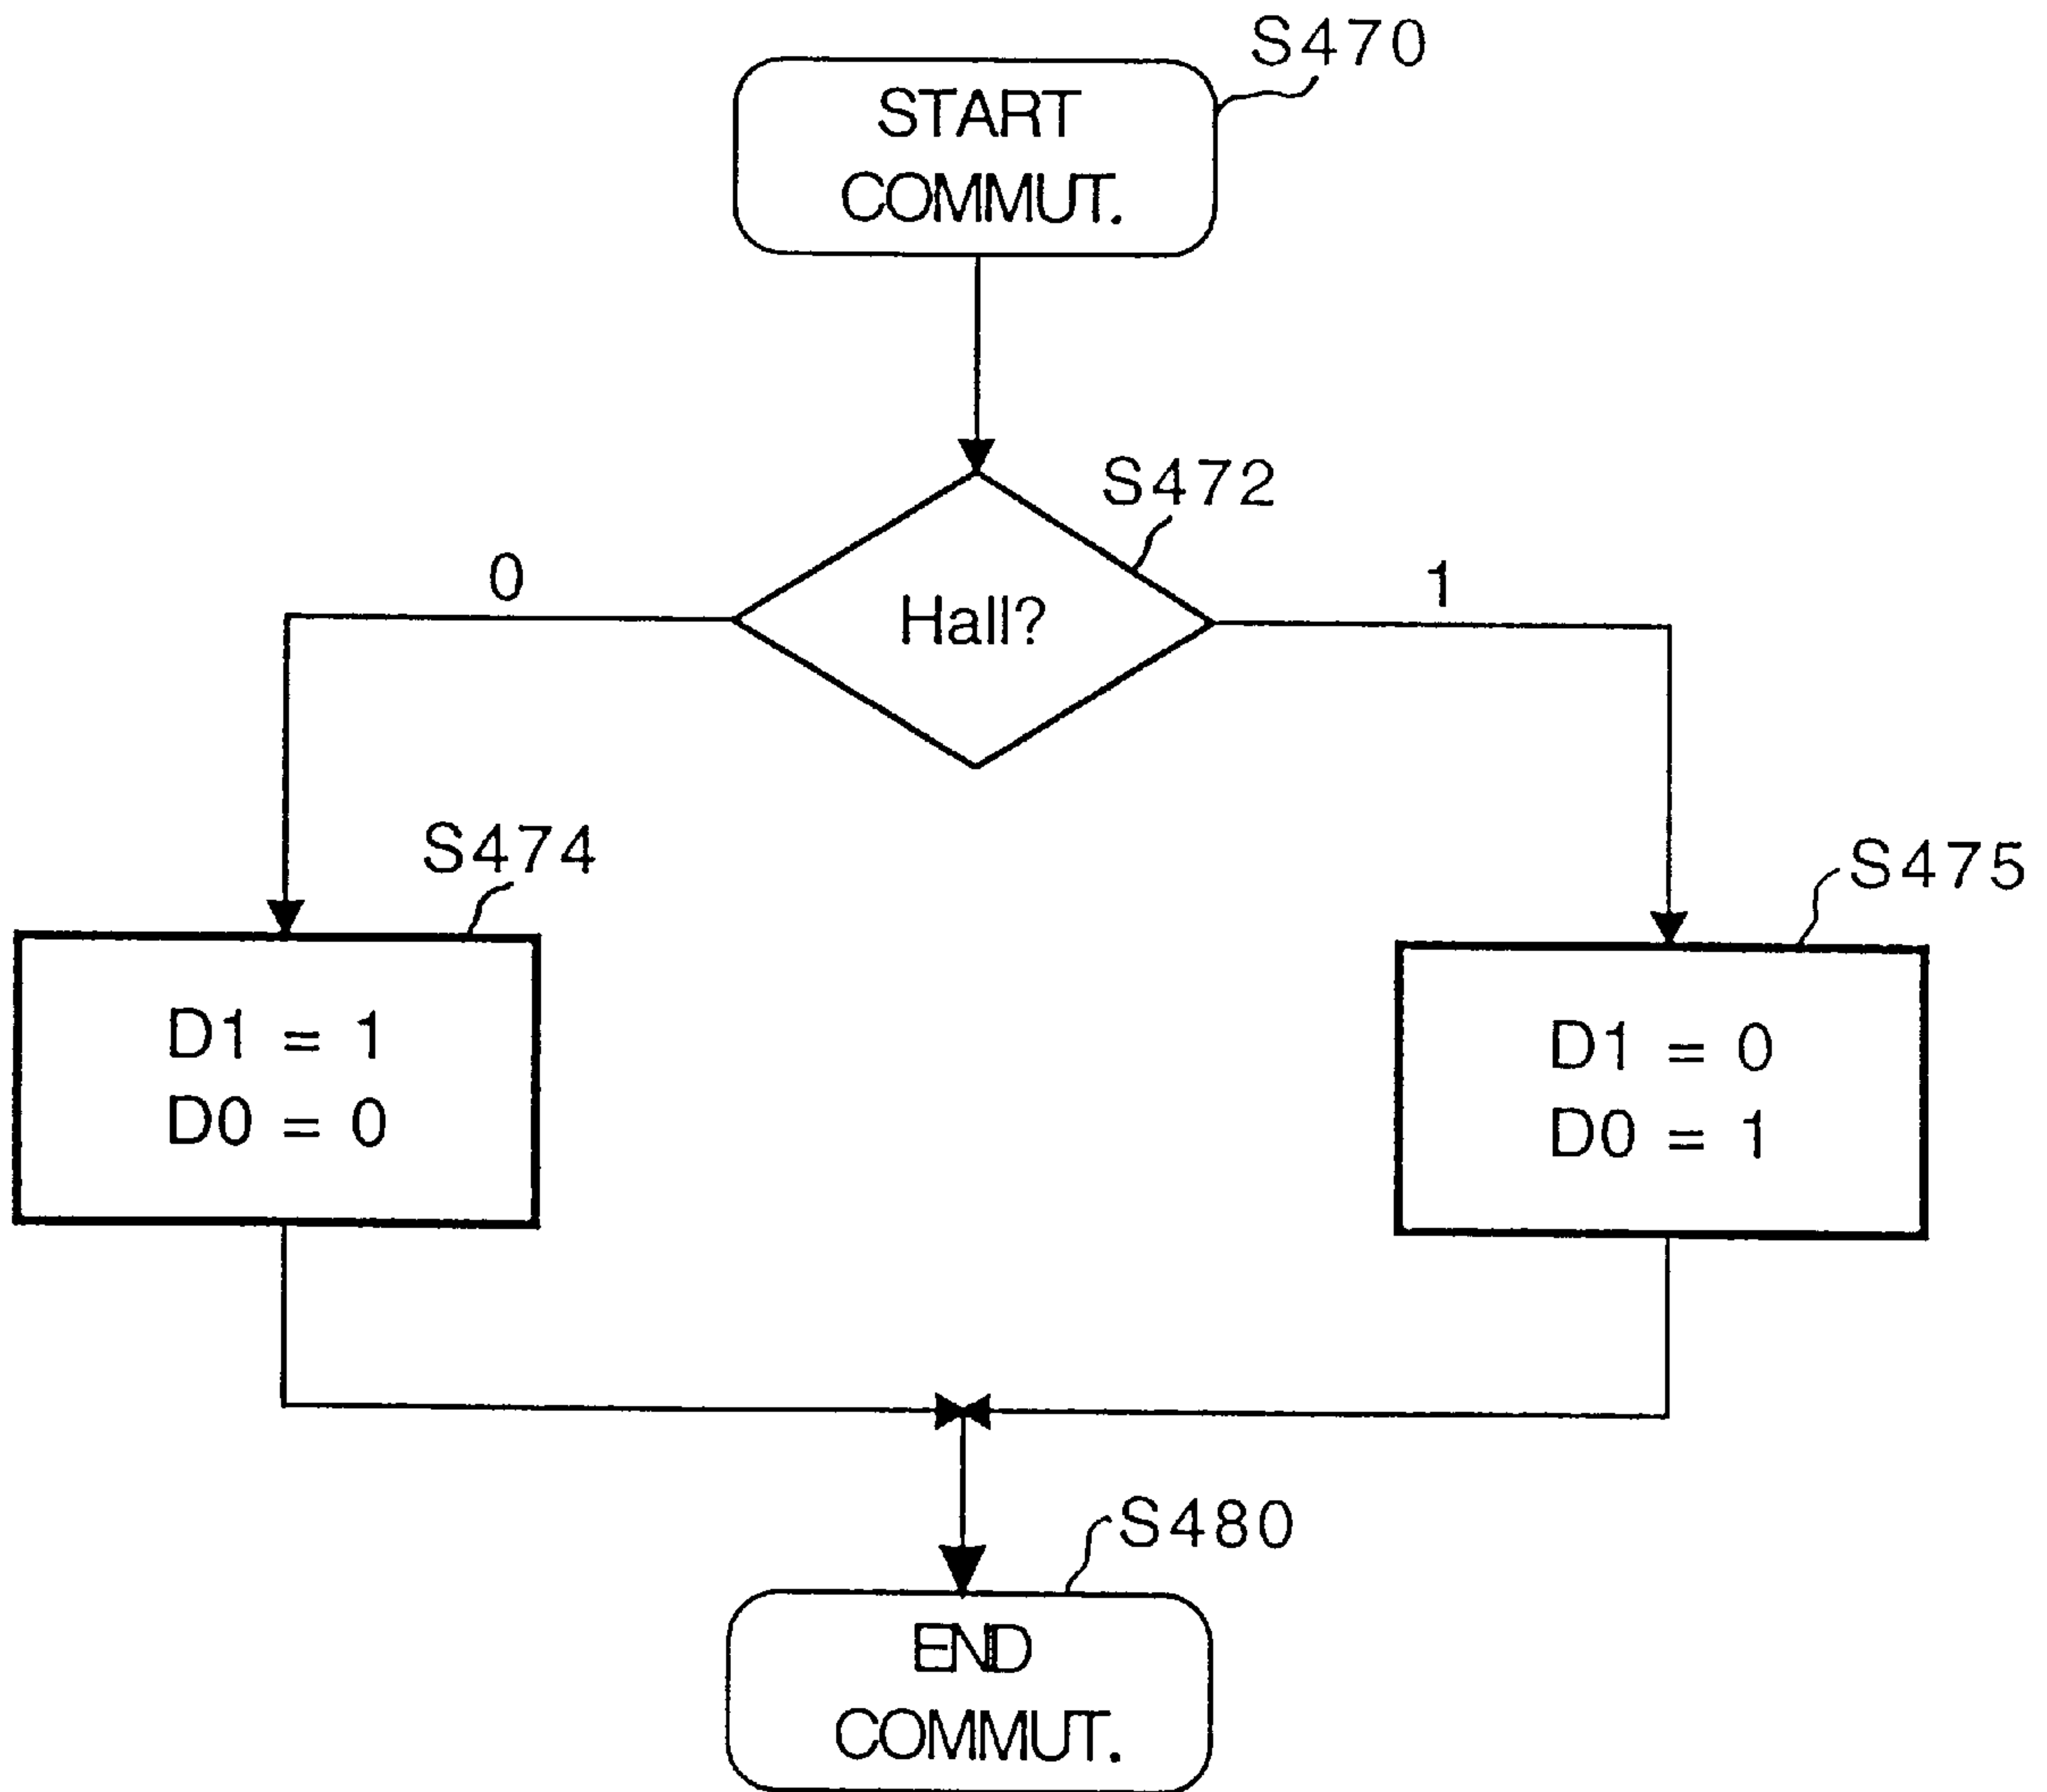 S470
START
COMMUT.
S472
0
Hall?
1
S474
S475
D1 = 1
D0 = 0
D1 = 0
D0 = 1
S480
END
COMMUT.